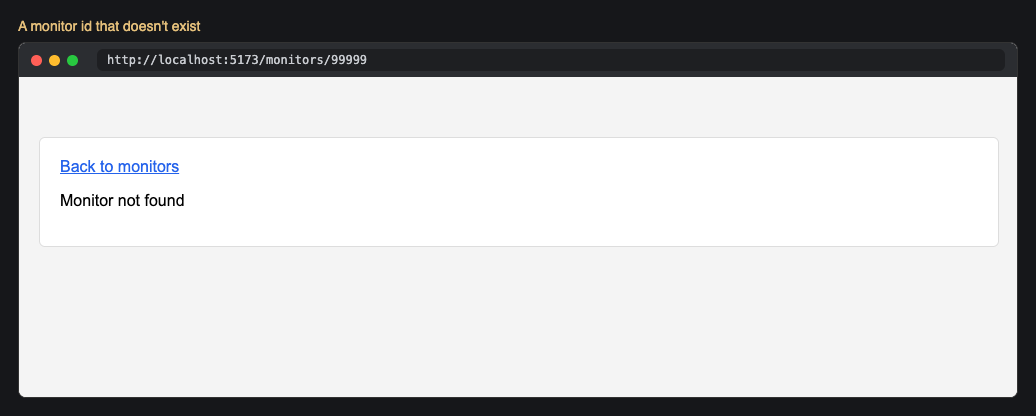 A monitor id that doesn't exist
http://localhost:5173/monitors/99999
Back to monitors
Monitor not found